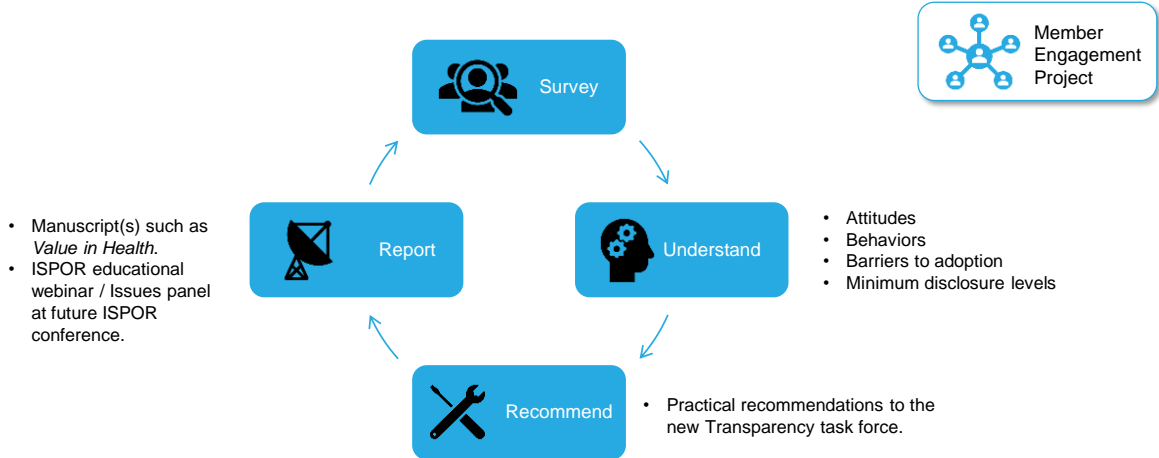 Member
Engagement
Project
Survey
• Manuscript(s) such as
Value in Health.
• ISPOR educational
webinar / Issues panel
at future ISPOR
conference.
Report
Understand
• Attitudes
• Behaviors
• Barriers to adoption
• Minimum disclosure levels
Recommend
• Practical recommendations to the
new Transparency task force.